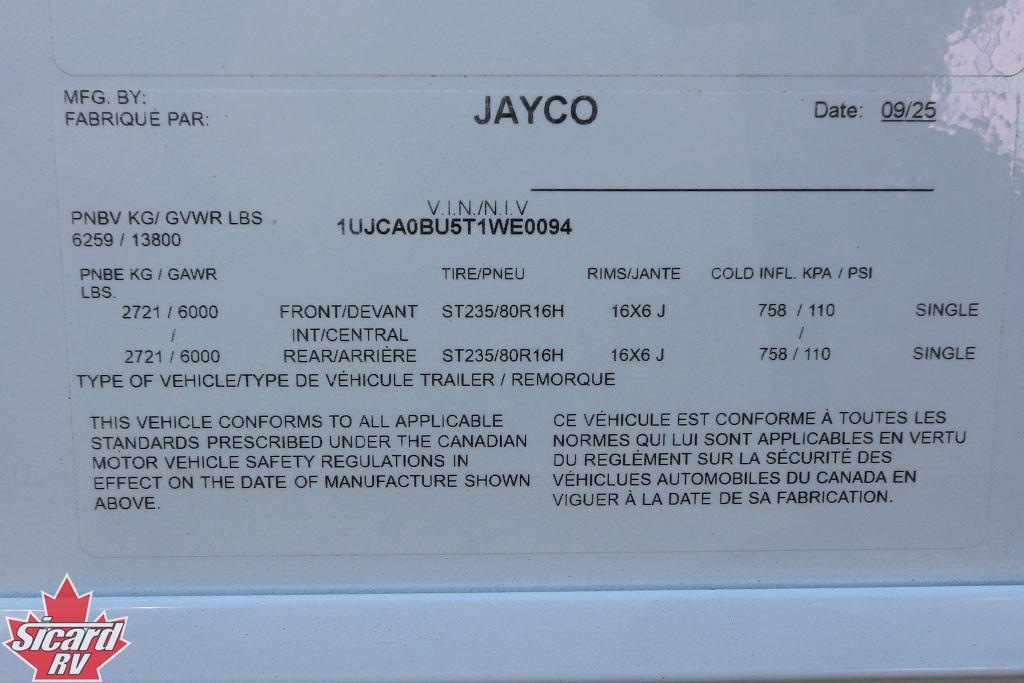 MFG. BY:
FABRIQUÉ PAR:
JAYCO
Date: 09/25
PNBV KG/ GVWR LBS
6259 / 13800
V.I.N./N.I.V
1UJCA0BU5T1WE0094
PNBE KG / GAWR LBS.
TIRE/PNEU RIMS/JANTE COLD INFL. KPA / PSI
2721 / 6000 FRONT/DEVANT ST235/80R16H 16X6 J 758 / 110 SINGLE
/ INT/CENTRAL /
2721 / 6000 REAR/ARRIÈRE ST235/80R16H 16X6 J 758 / 110 SINGLE
TYPE OF VEHICLE/TYPE DE VÉHICULE TRAILER / REMORQUE
THIS VEHICLE CONFORMS TO ALL APPLICABLE
STANDARDS PRESCRIBED UNDER THE CANADIAN
MOTOR VEHICLE SAFETY REGULATIONS IN
EFFECT ON THE DATE OF MANUFACTURE SHOWN
ABOVE.
CE VÉHICULE EST CONFORME À TOUTES LES
NORMES QUI LUI SONT APPLICABLES EN VERTU
DU REGLÈMENT SUR LA SÉCURITÉ DES
VÉHICLUES AUTOMOBILES DU CANADA EN
VIGUER À LA DATE DE SA FABRICATION.
Sicard
RV